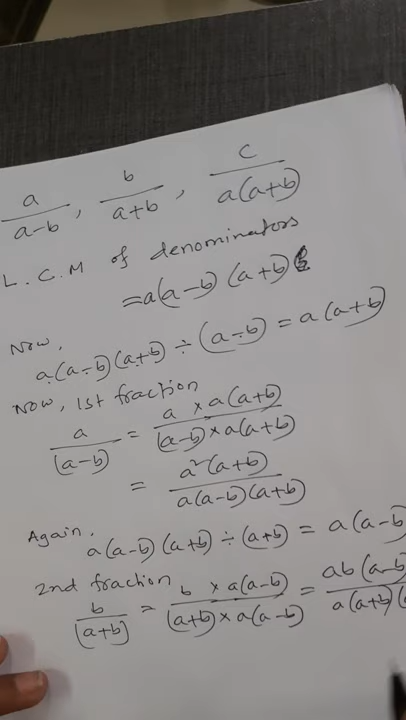 a/(a-b), b/(a+b), c/(a(a+b))
L.C.M of denominators
=a(a-b)(a+b)
Now,
a(a-b)(a+b) ÷ (a-b) = a(a+b)
Now, 1st fraction
a/(a-b) = (a × a(a+b))/((a-b)×a(a+b))
= a²(a+b)/(a(a-b)(a+b))
Again,
a(a-b)(a+b) ÷ (a+b) = a(a-b)
2nd fraction
b/(a+b) = (b × a(a-b))/((a+b)×a(a-b)) = ab(a-b)/(a(a+b)(